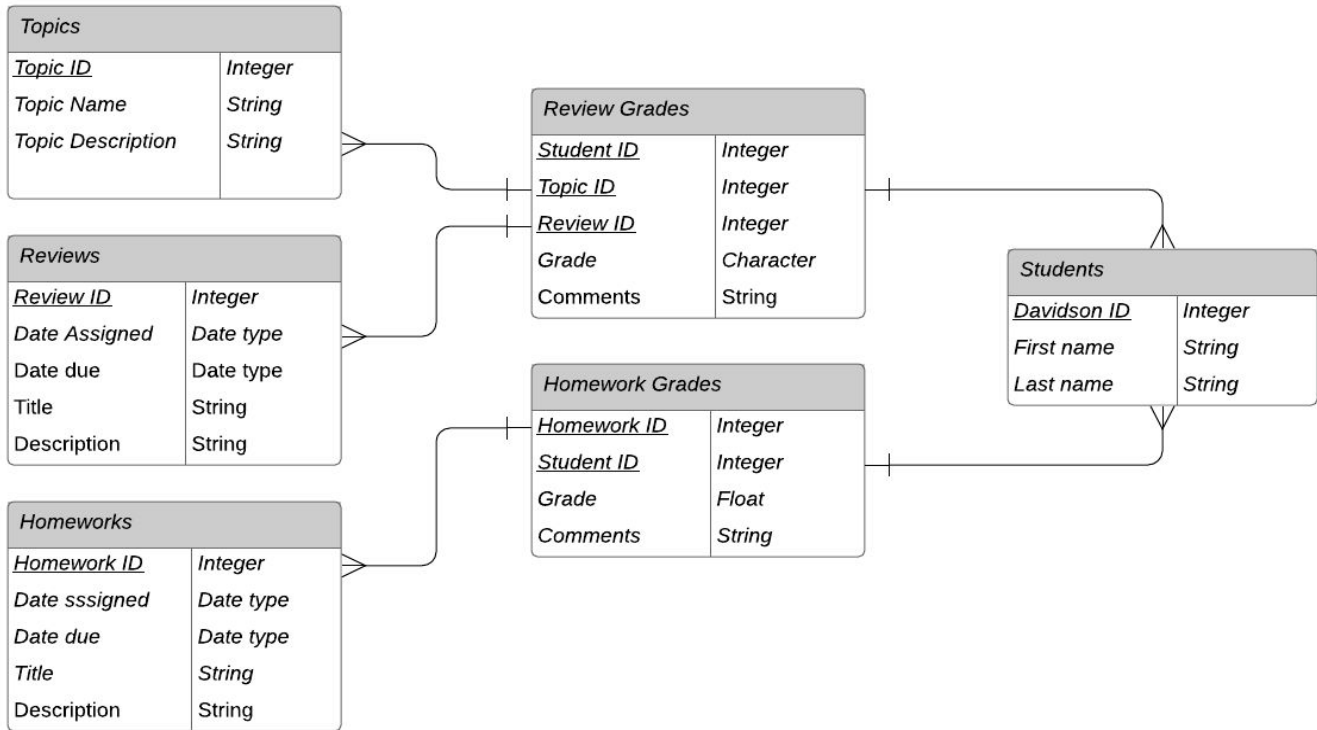 Topics
Topic ID Integer
Topic Name String
Topic Description String
Reviews
Review ID Integer
Date Assigned Date type
Date due Date type
Title String
Description String
Homeworks
Homework ID Integer
Date sssigned Date type
Date due Date type
Title String
Description String
Review Grades
Student ID Integer
Topic ID Integer
Review ID Integer
Grade Character
Comments String
Homework Grades
Homework ID Integer
Student ID Integer
Grade Float
Comments String
Students
Davidson ID Integer
First name String
Last name String